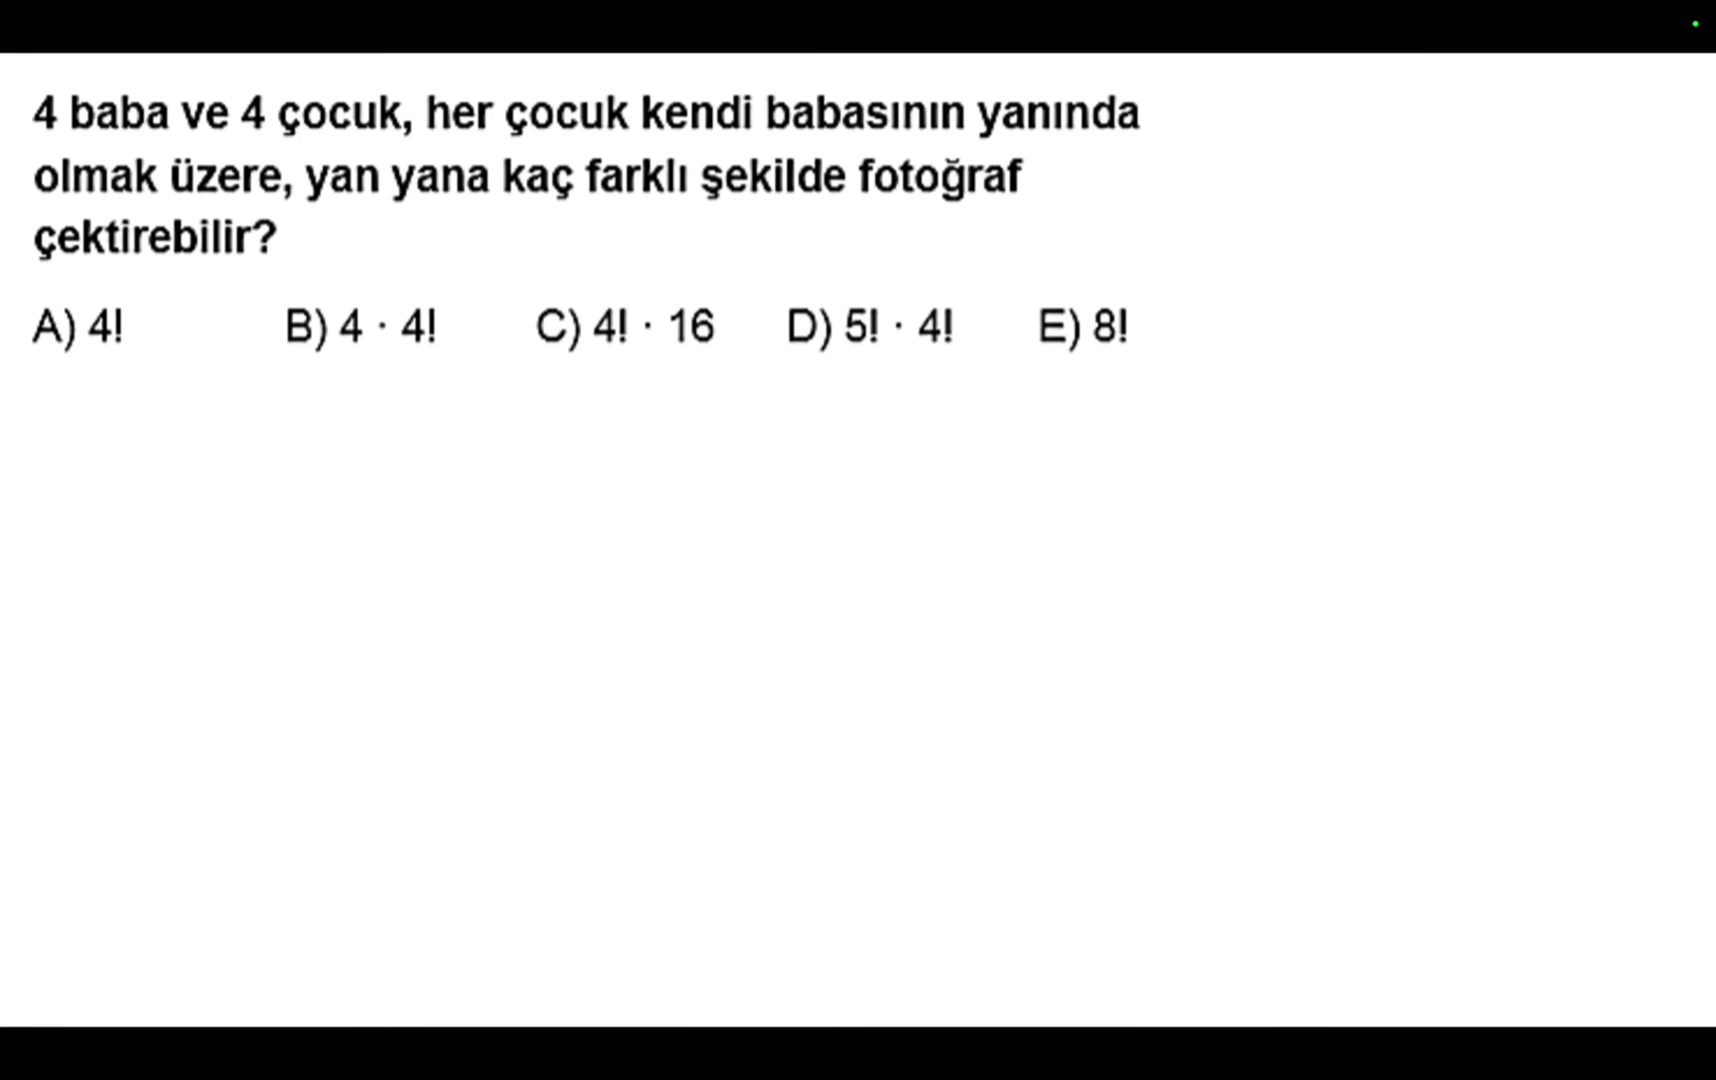 4 baba ve 4 çocuk, her çocuk kendi babasının yanında
olmak üzere, yan yana kaç farklı şekilde fotoğraf
çektirebilir?
A) 4! B) 4 · 4! C) 4! · 16 D) 5! · 4! E) 8!